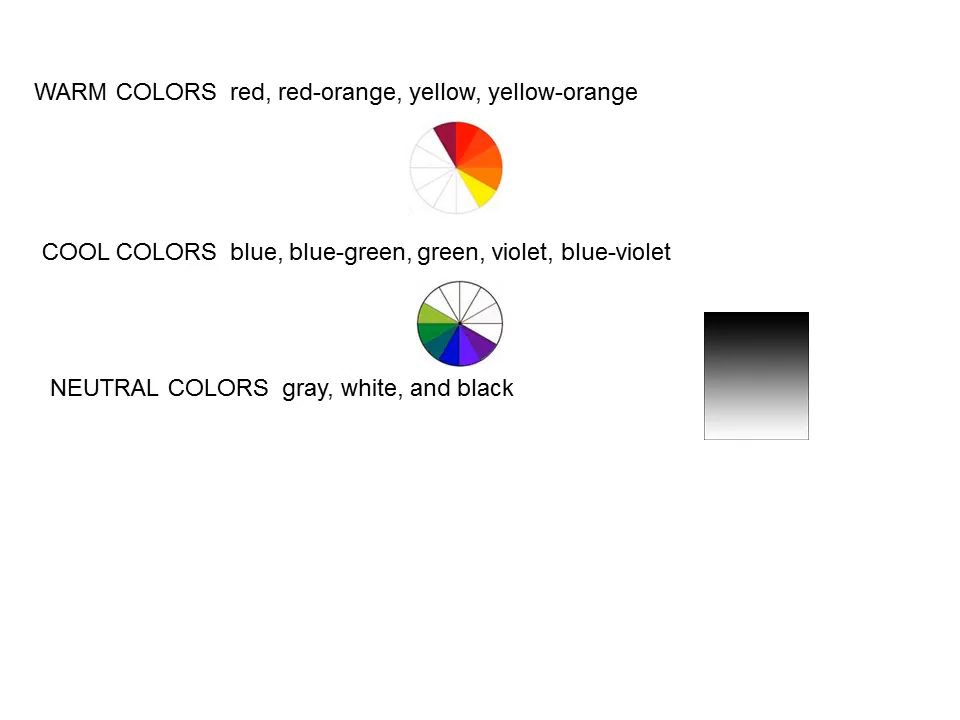 WARM COLORS red, red-orange, yellow, yellow-orange
COOL COLORS blue, blue-green, green, violet, blue-violet
NEUTRAL COLORS gray, white, and black